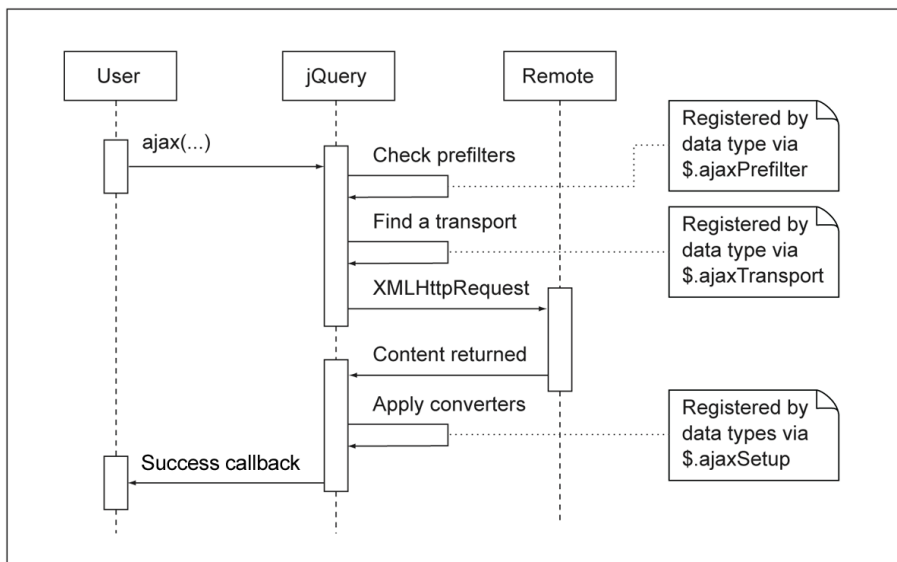 User
jQuery
Remote
ajax(...)
Check prefilters
Registered by
data type via
$.ajaxPrefilter
Find a transport
Registered by
data type via
$.ajaxTransport
XMLHttpRequest
Content returned
Apply converters
Registered by
data types via
$.ajaxSetup
Success callback